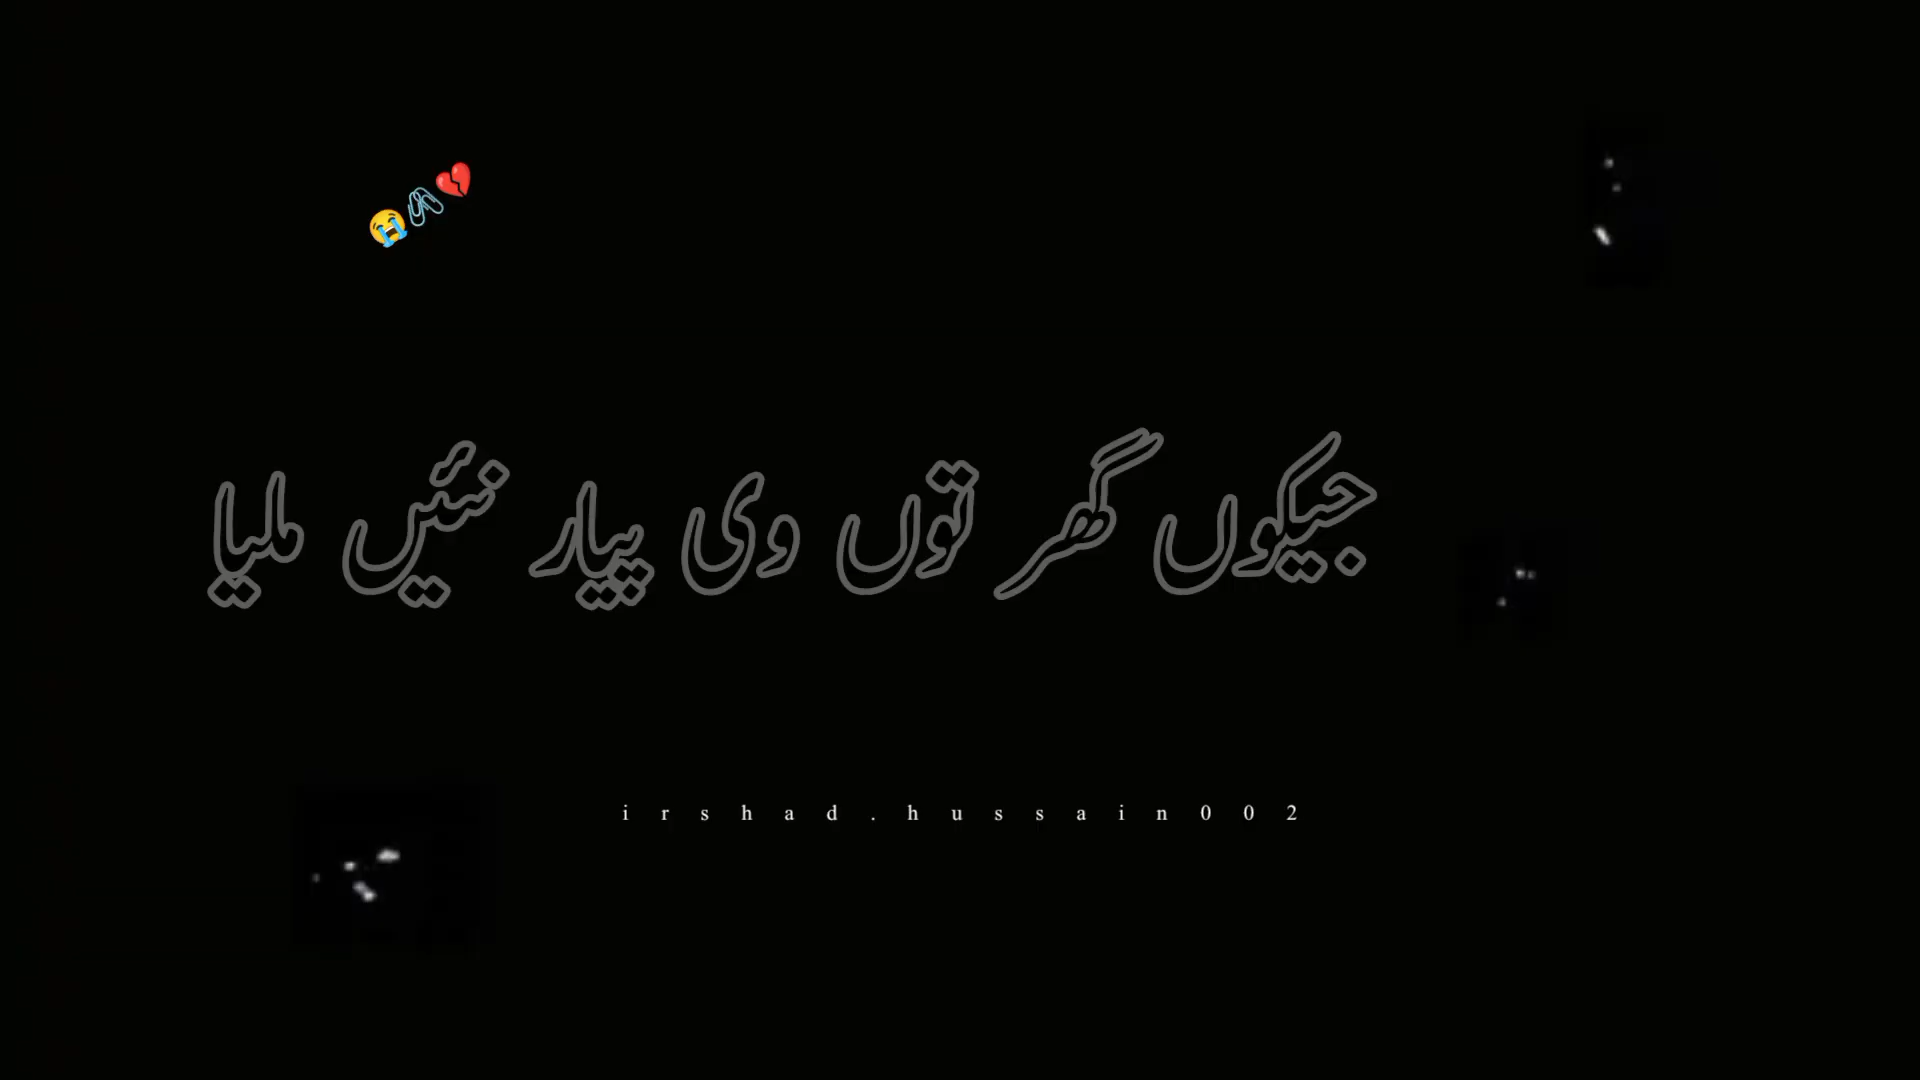 😭🖇💔
جیکوں گھر توں وی پیار نئیں ملیا
irshad.hussain002